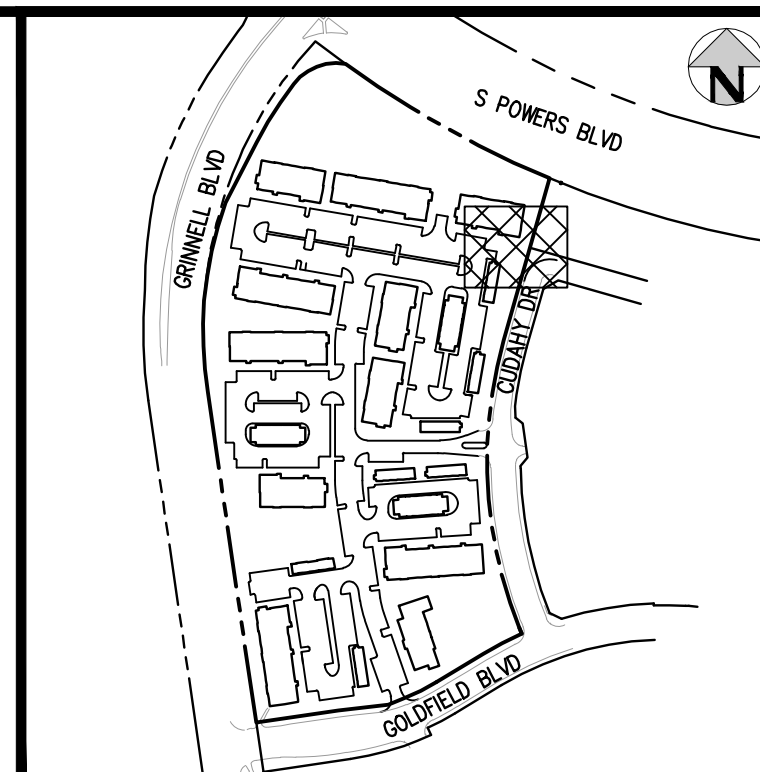 N
S POWERS BLVD
GRINNELL BLVD
CUDAHY DR
GOLDFIELD BLVD